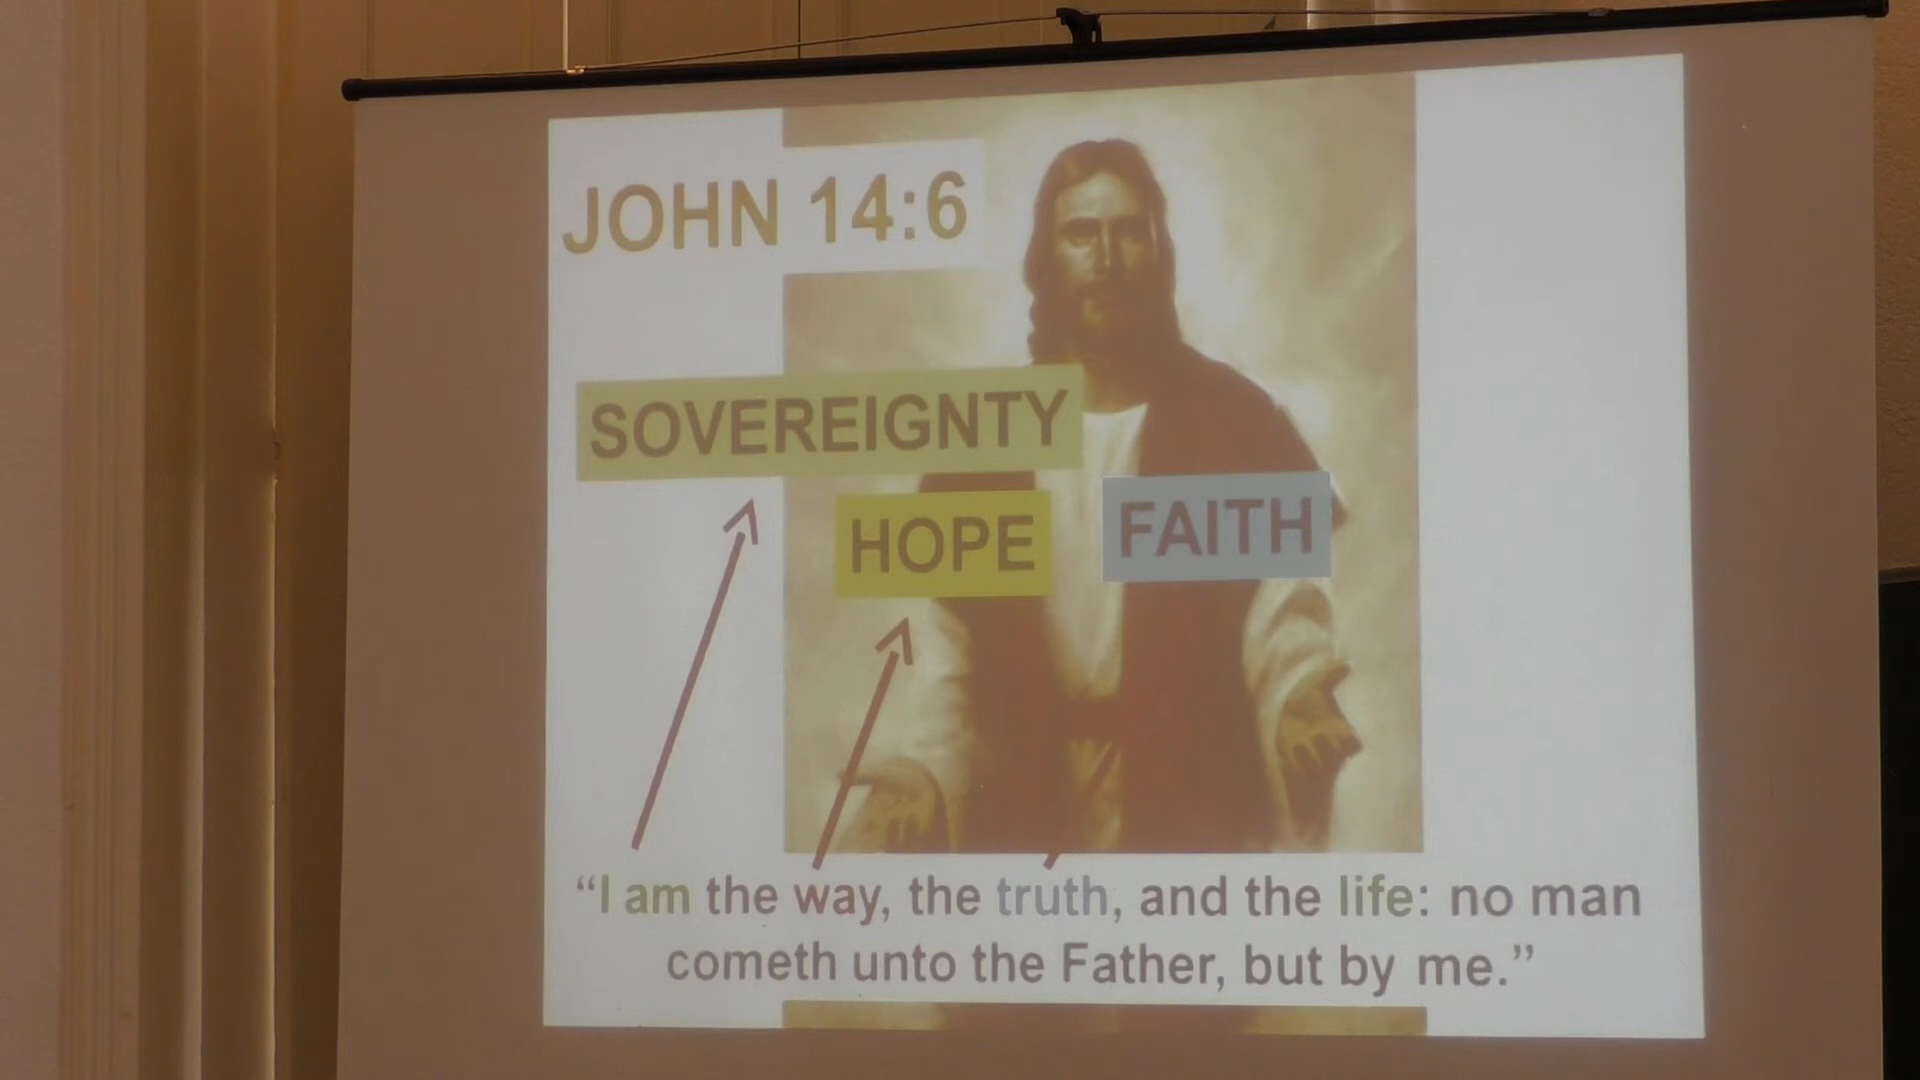 JOHN 14:6
SOVEREIGNTY
HOPE
FAITH
“I am the way, the truth, and the life: no man
cometh unto the Father, but by me.”